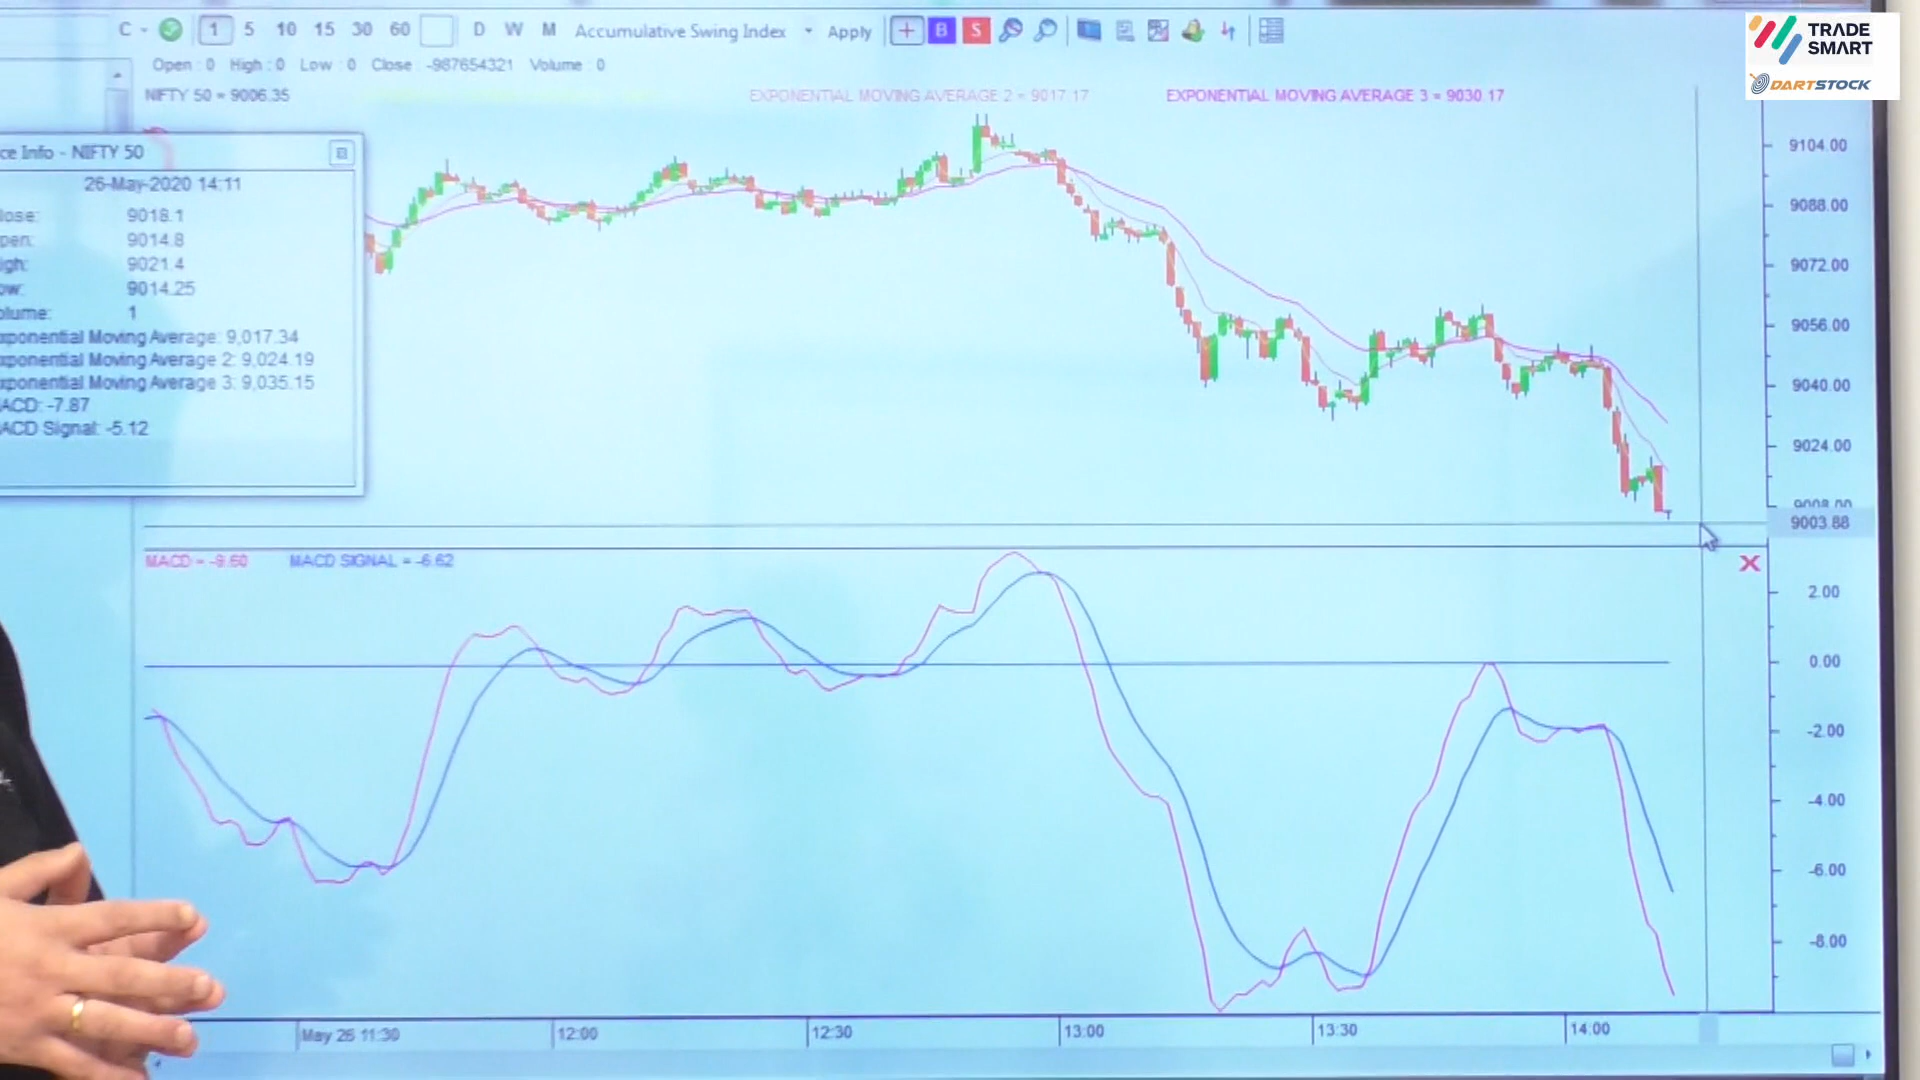 C 1 5 10 15 30 60 D W M Accumulative Swing Index Apply B S
TRADE
SMART
DARTSTOCK
Open : 0 High : 0 Low : 0 Close : -987654321 Volume : 0
NIFTY 50 = 9006.35 EXPONENTIAL MOVING AVERAGE 2 = 9017.17 EXPONENTIAL MOVING AVERAGE 3 = 9030.17
ce Info - NIFTY 50
26-May-2020 14:11
lose: 9018.1
pen: 9014.8
igh: 9021.4
ow: 9014.25
olume: 1
xponential Moving Average: 9,017.34
xponential Moving Average 2: 9,024.19
xponential Moving Average 3: 9,035.15
ACD: -7.87
ACD Signal: -5.12
9104.00
9088.00
9072.00
9056.00
9040.00
9024.00
9008.00
9003.88
MACD = -9.60 MACD SIGNAL = -6.62
2.00
0.00
-2.00
-4.00
-6.00
-8.00
May 26 11:30 12:00 12:30 13:00 13:30 14:00